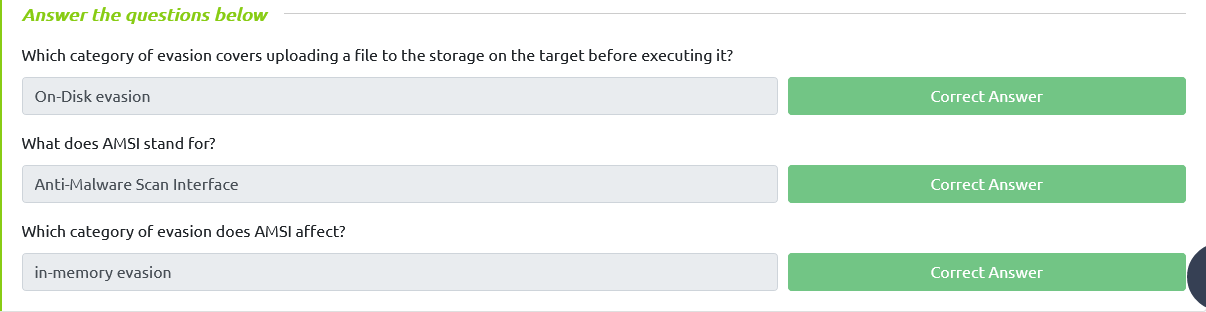 Answer the questions below
Which category of evasion covers uploading a file to the storage on the target before executing it?
On-Disk evasion
Correct Answer
What does AMSI stand for?
Anti-Malware Scan Interface
Correct Answer
Which category of evasion does AMSI affect?
in-memory evasion
Correct Answer